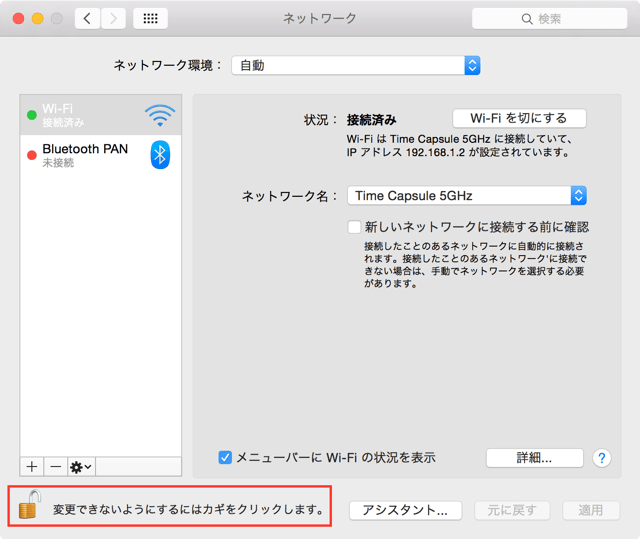 ネットワーク
検索
ネットワーク環境：
自動
Wi-Fi
接続済み
Bluetooth PAN
未接続
状況：
接続済み
Wi-Fi を切にする
Wi-Fi は Time Capsule 5GHz に接続していて、
IP アドレス 192.168.1.2 が設定されています。
ネットワーク名：
Time Capsule 5GHz
新しいネットワークに接続する前に確認
接続したことのあるネットワークに自動的に接続さ
れます。接続したことのあるネットワーク'に接続で
きない場合は、手動でネットワークを選択する必要
があります。
メニューバーに Wi-Fi の状況を表示
詳細...
?
変更できないようにするにはカギをクリックします。
アシスタント...
元に戻す
適用